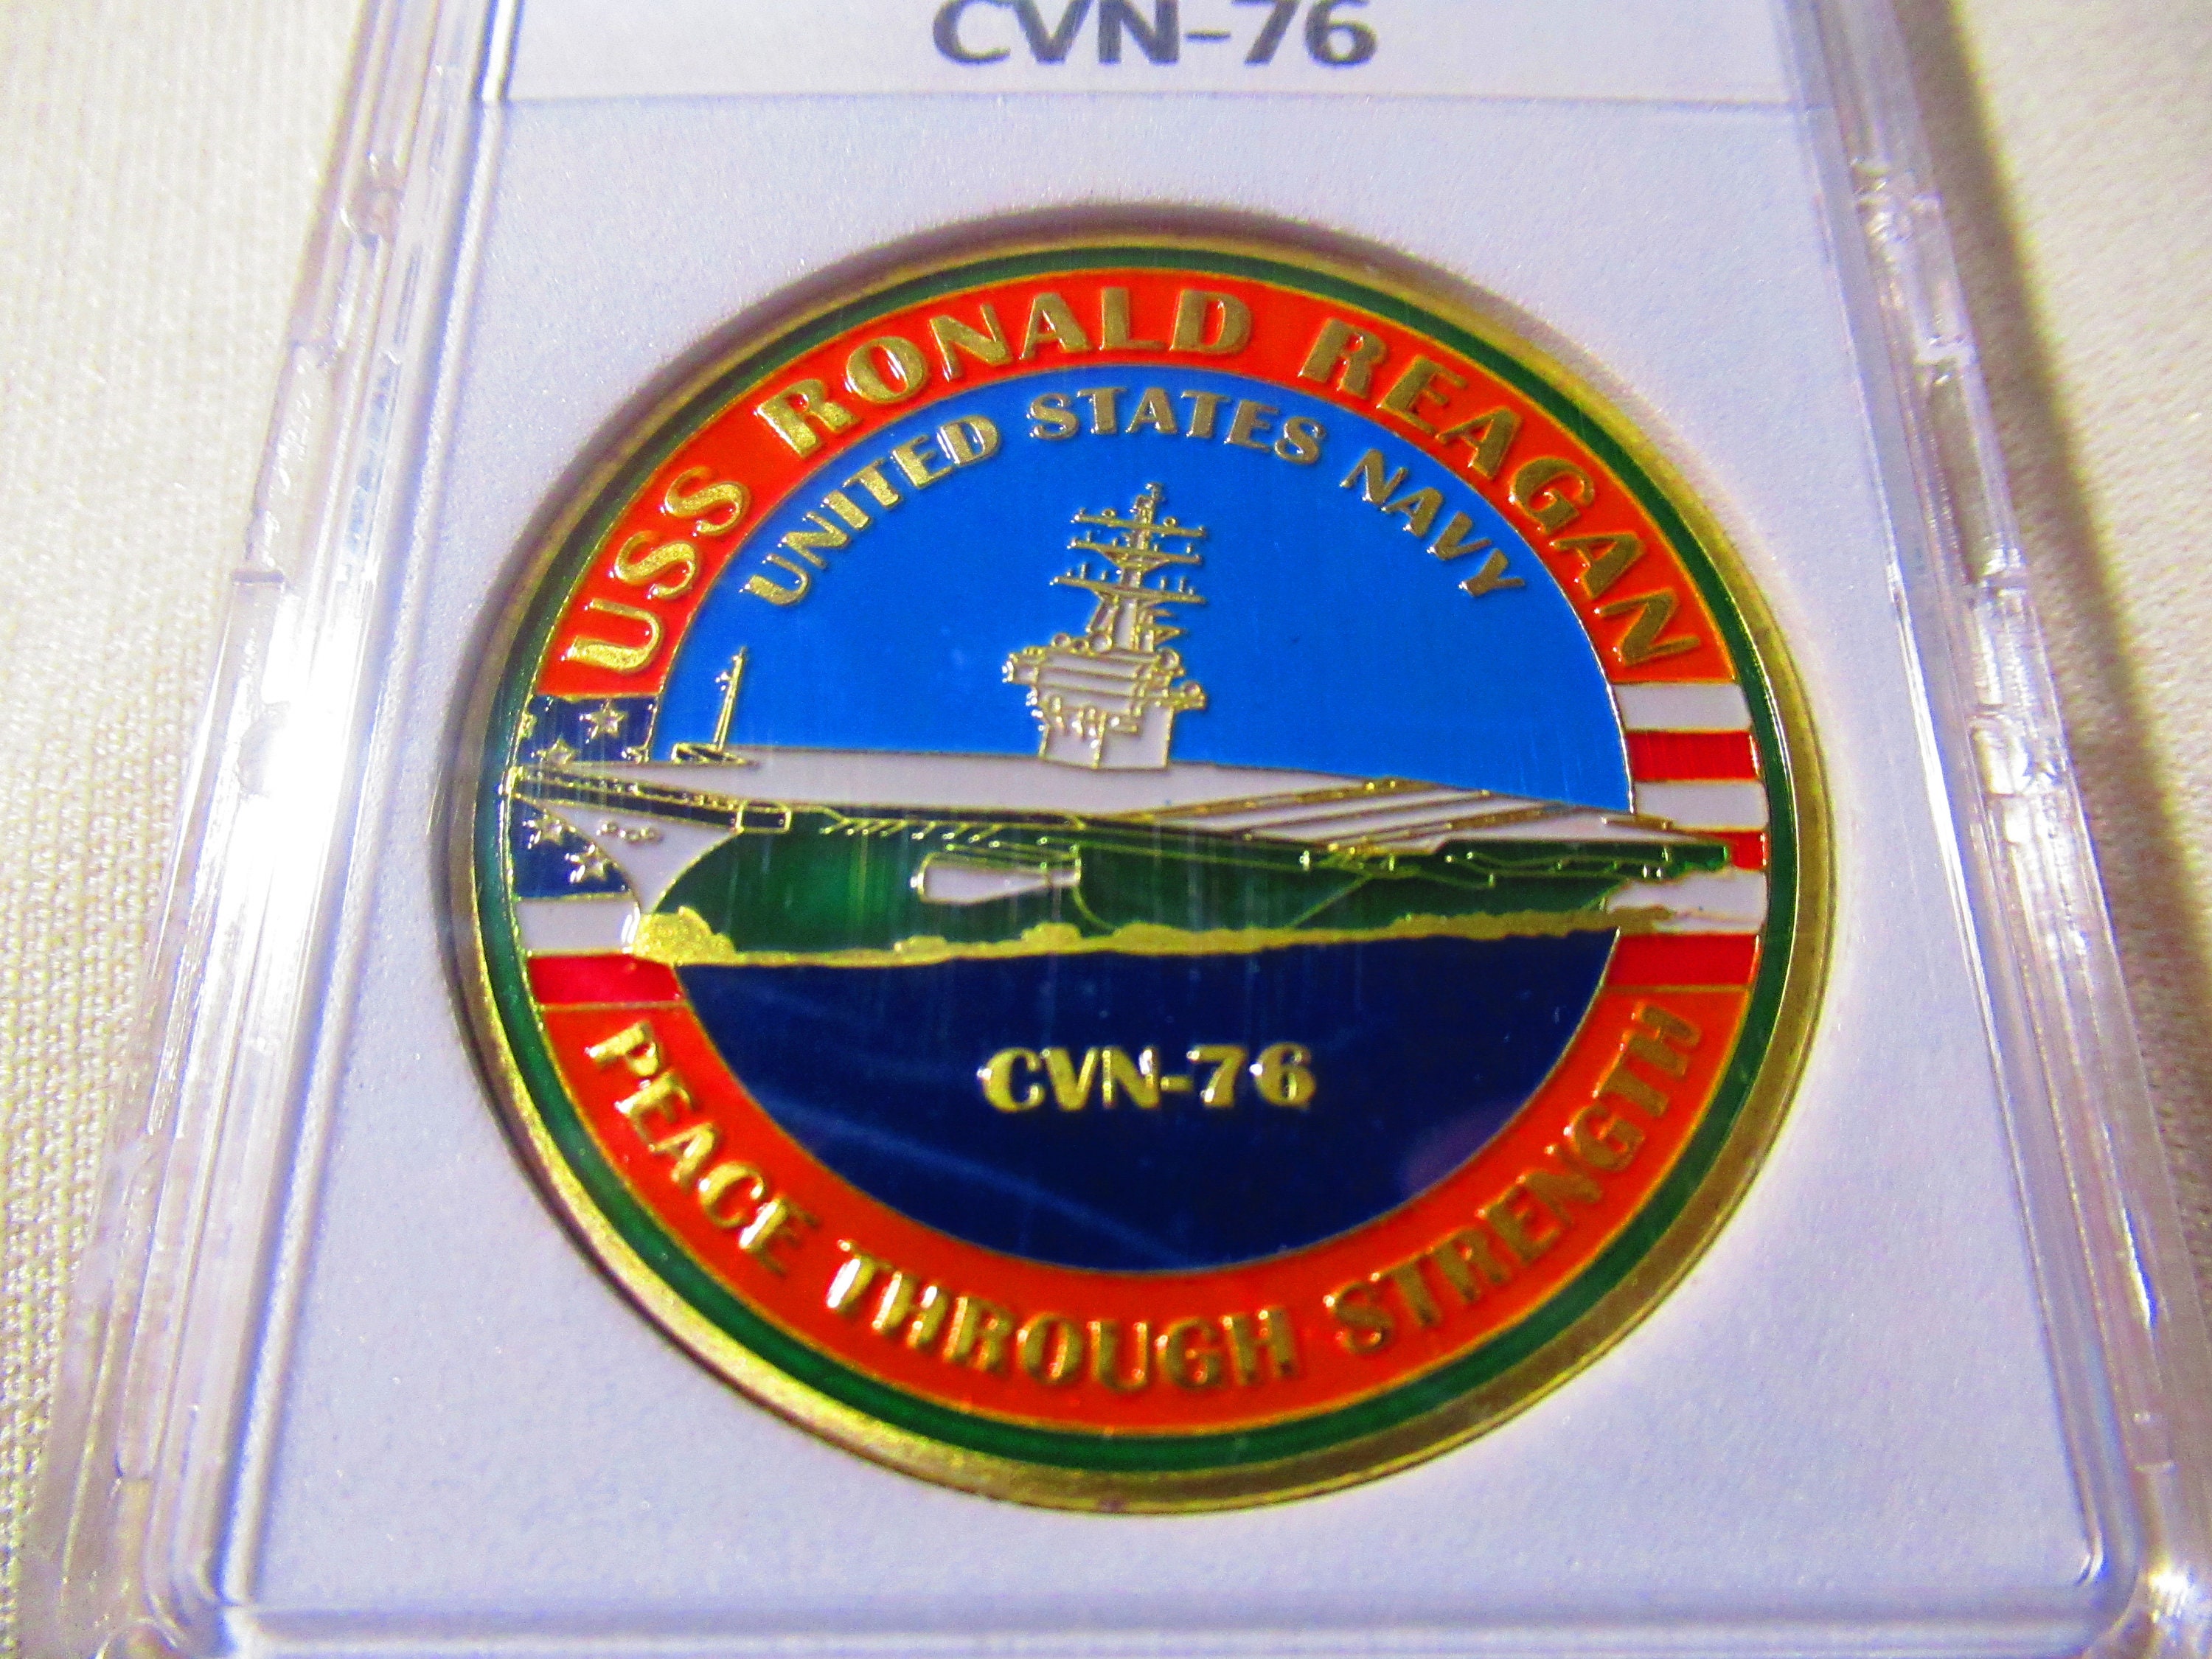 CVN-76
USS RONALD REAGAN
UNITED STATES NAVY
CVN-76
PEACE THROUGH STRENGTH